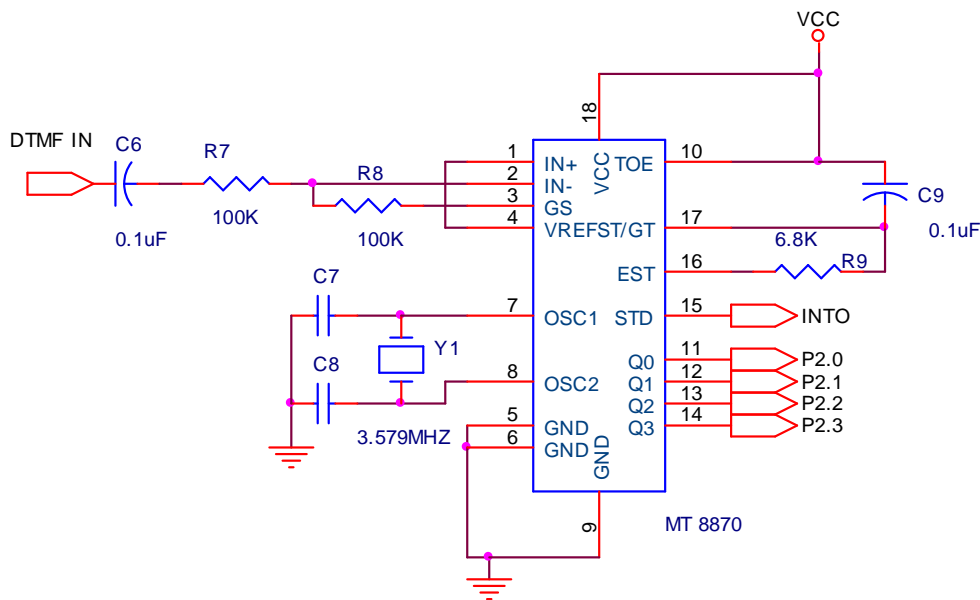 VCC
DTMF IN
C6
0.1uF
R7
100K
R8
100K
1
2
3
4
IN+
IN-
GS
VREFST/GT
18
VCC
TOE
10
17
C9
0.1uF
6.8K
R9
EST
16
C7
C8
Y1
3.579MHZ
7
OSC1
8
OSC2
STD
15
INTO
Q0
11
P2.0
Q1
12
P2.1
Q2
13
P2.2
Q3
14
P2.3
5
GND
6
GND
GND
9
MT 8870